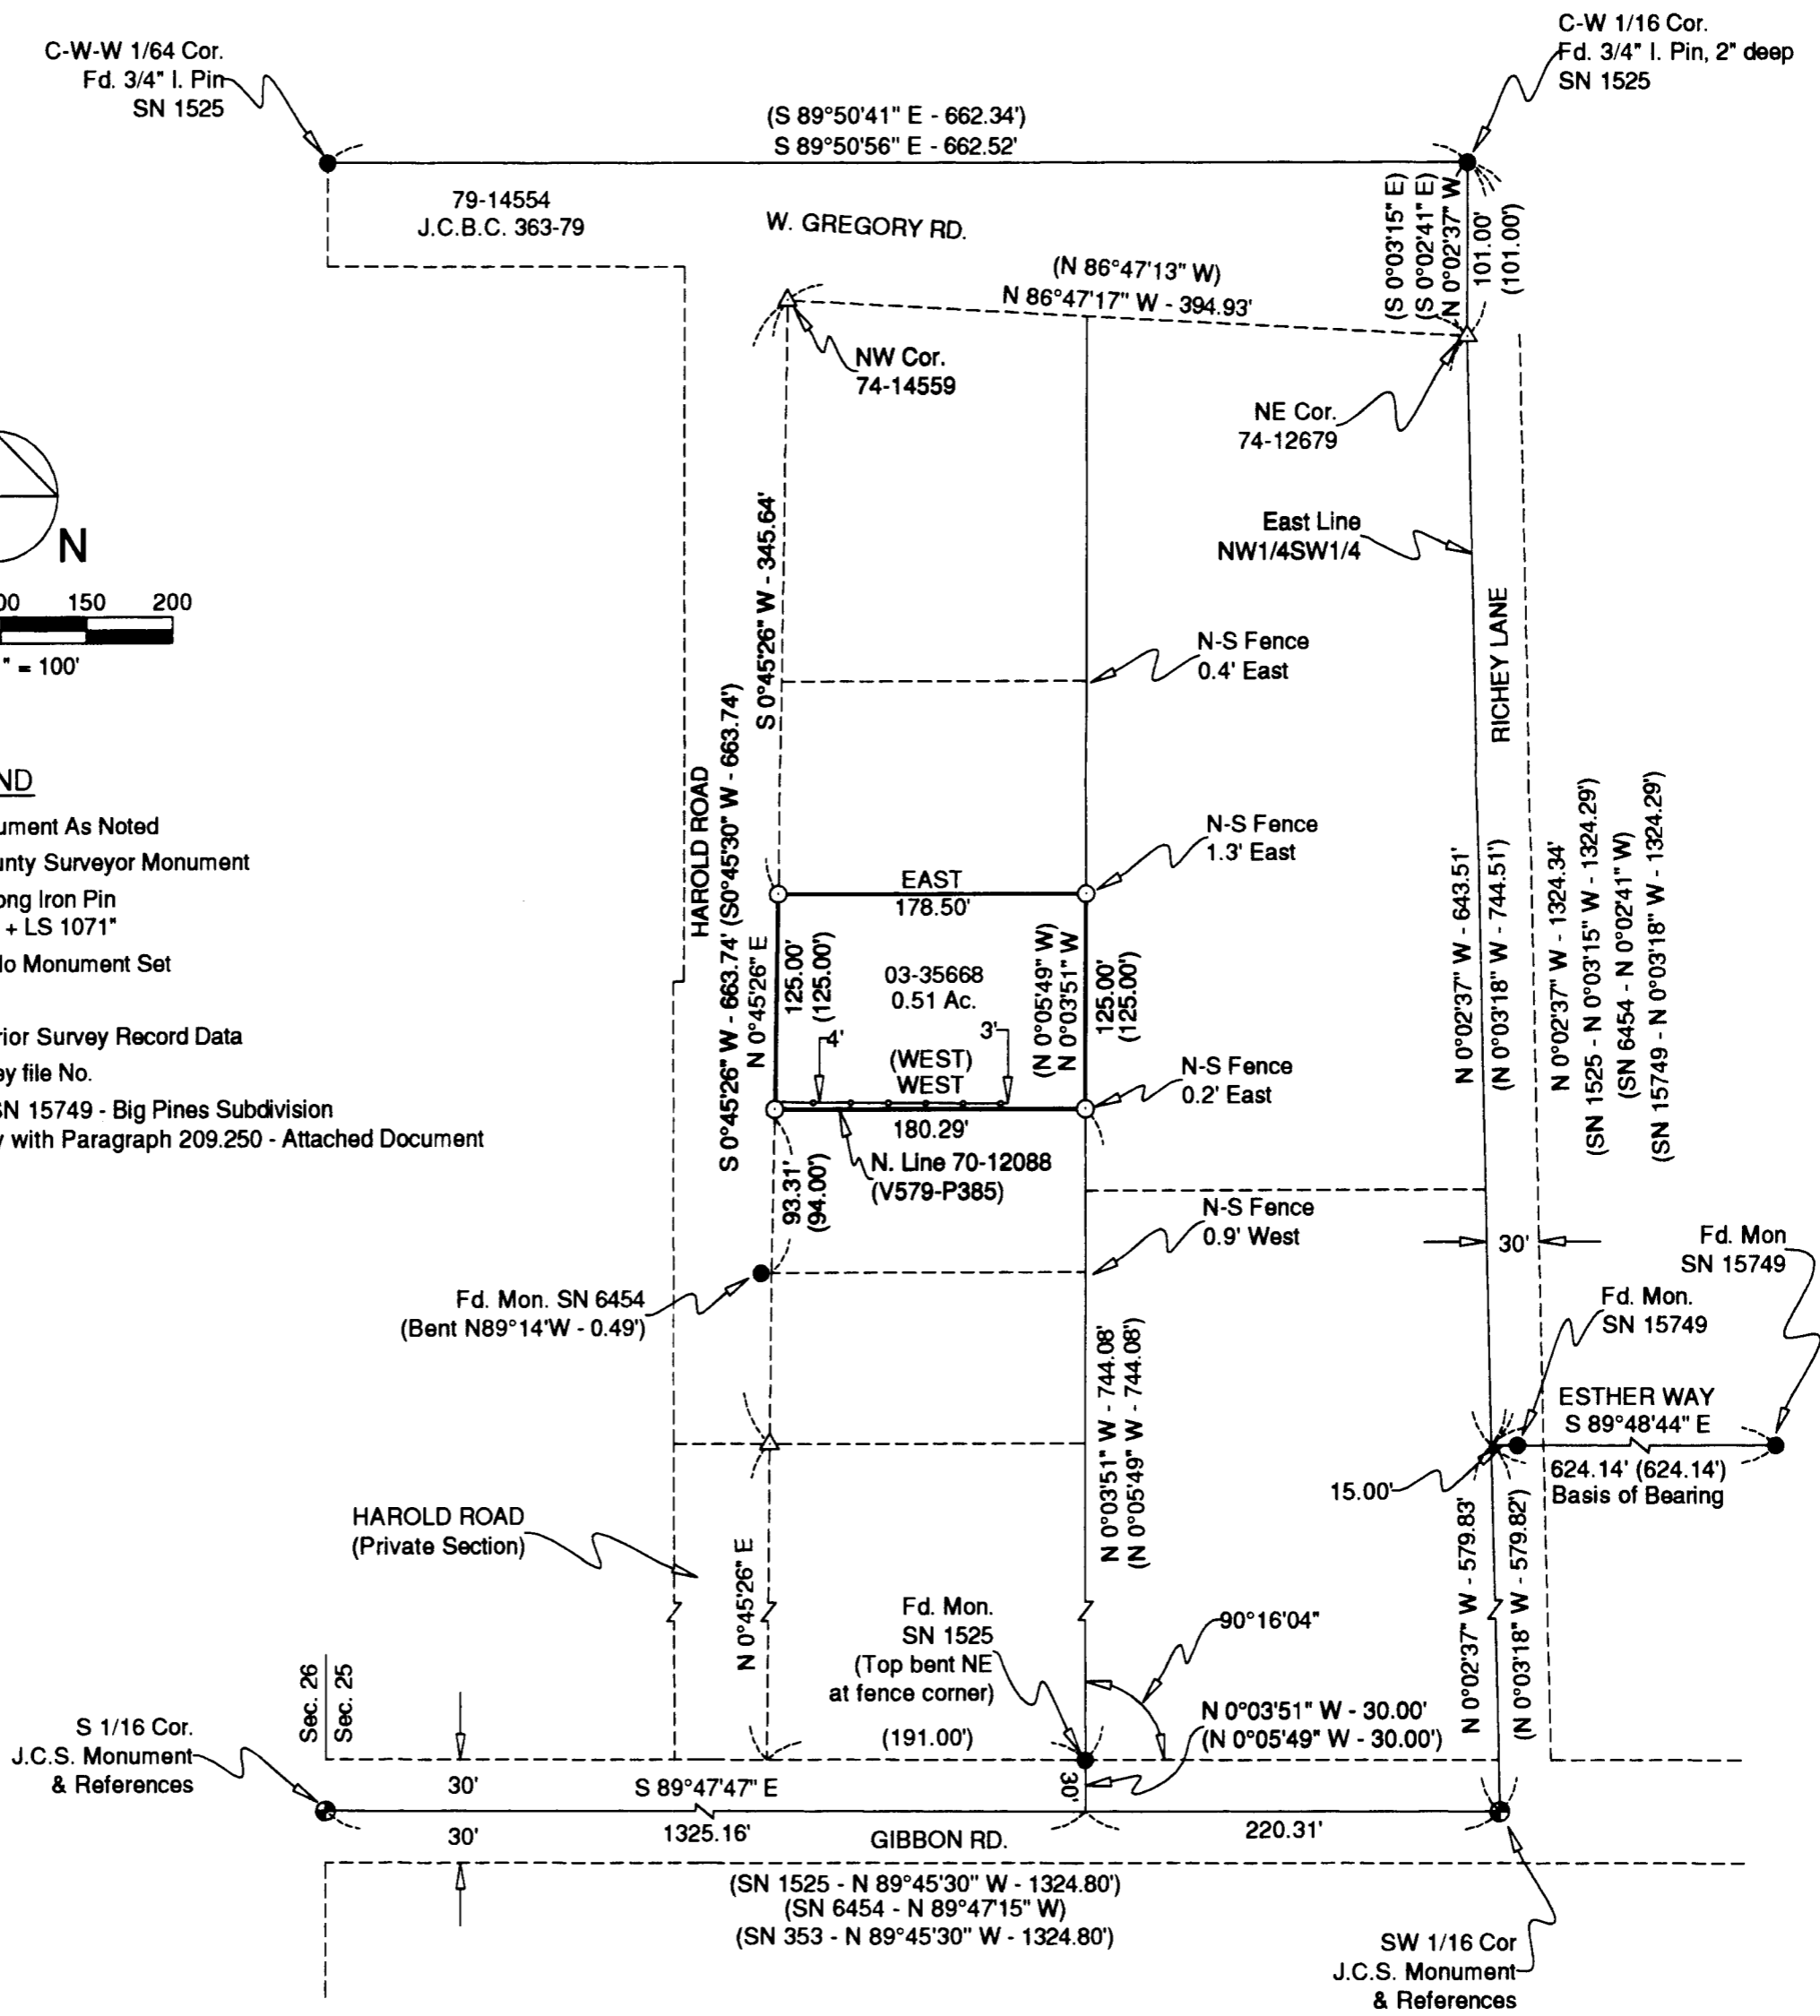 C-W-W 1/64 Cor.
Fd. 3/4" I. Pin
SN 1525
C-W 1/16 Cor.
Fd. 3/4" I. Pin, 2" deep
SN 1525
(S 89°50'41" E - 662.34')
S 89°50'56" E - 662.52'
79-14554
J.C.B.C. 363-79
W. GREGORY RD.
(S 0°03'15" E)
(S 0°02'41" E)
N 0°02'37" W
101.00'
(101.00')
(N 86°47'13" W)
N 86°47'17" W - 394.93'
NW Cor.
74-14559
NE Cor.
74-12679
N
00 150 200
" = 100'
East Line
NW1/4SW1/4
S 0°45'26" W - 345.64'
RICHEY LANE
N-S Fence
0.4' East
ND
ument As Noted
unty Surveyor Monument
ong Iron Pin
+ LS 1071"
lo Monument Set
rior Survey Record Data
ey file No.
SN 15749 - Big Pines Subdivision
y with Paragraph 209.250 - Attached Document
HAROLD ROAD
S 0°45'26" W - 663.74' (S0°45'30" W - 663.74')
N 0°45'26" E
N-S Fence
1.3' East
EAST
178.50'
125.00'
(125.00')
03-35668
0.51 Ac.
(N 0°05'49" W)
N 0°03'51" W
125.00'
(125.00')
4'
3'
(WEST)
WEST
180.29'
N-S Fence
0.2' East
N. Line 70-12088
(V579-P385)
93.31'
(94.00')
N 0°02'37" W - 643.51'
(N 0°03'18" W - 744.51')
N 0°02'37" W - 1324.34'
(SN 1525 - N 0°03'15" W - 1324.29')
(SN 6454 - N 0°02'41" W)
(SN 15749 - N 0°03'18" W - 1324.29')
N-S Fence
0.9' West
30'
Fd. Mon
SN 15749
Fd. Mon.
SN 15749
Fd. Mon. SN 6454
(Bent N89°14'W - 0.49')
N 0°03'51" W - 744.08'
(N 0°05'49" W - 744.08')
ESTHER WAY
S 89°48'44" E
624.14' (624.14')
Basis of Bearing
15.00'
HAROLD ROAD
(Private Section)
N 0°45'26" E
N 0°02'37" W - 579.83'
(N 0°03'18" W - 579.82')
Fd. Mon.
SN 1525
(Top bent NE
at fence corner)
90°16'04"
N 0°03'51" W - 30.00'
(N 0°05'49" W - 30.00')
(191.00')
Sec. 26
Sec. 25
S 1/16 Cor.
J.C.S. Monument
& References
30'
S 89°47'47" E
30'
30'
1325.16'
GIBBON RD.
220.31'
(SN 1525 - N 89°45'30" W - 1324.80')
(SN 6454 - N 89°47'15" W)
(SN 353 - N 89°45'30" W - 1324.80')
SW 1/16 Cor
J.C.S. Monument
& References